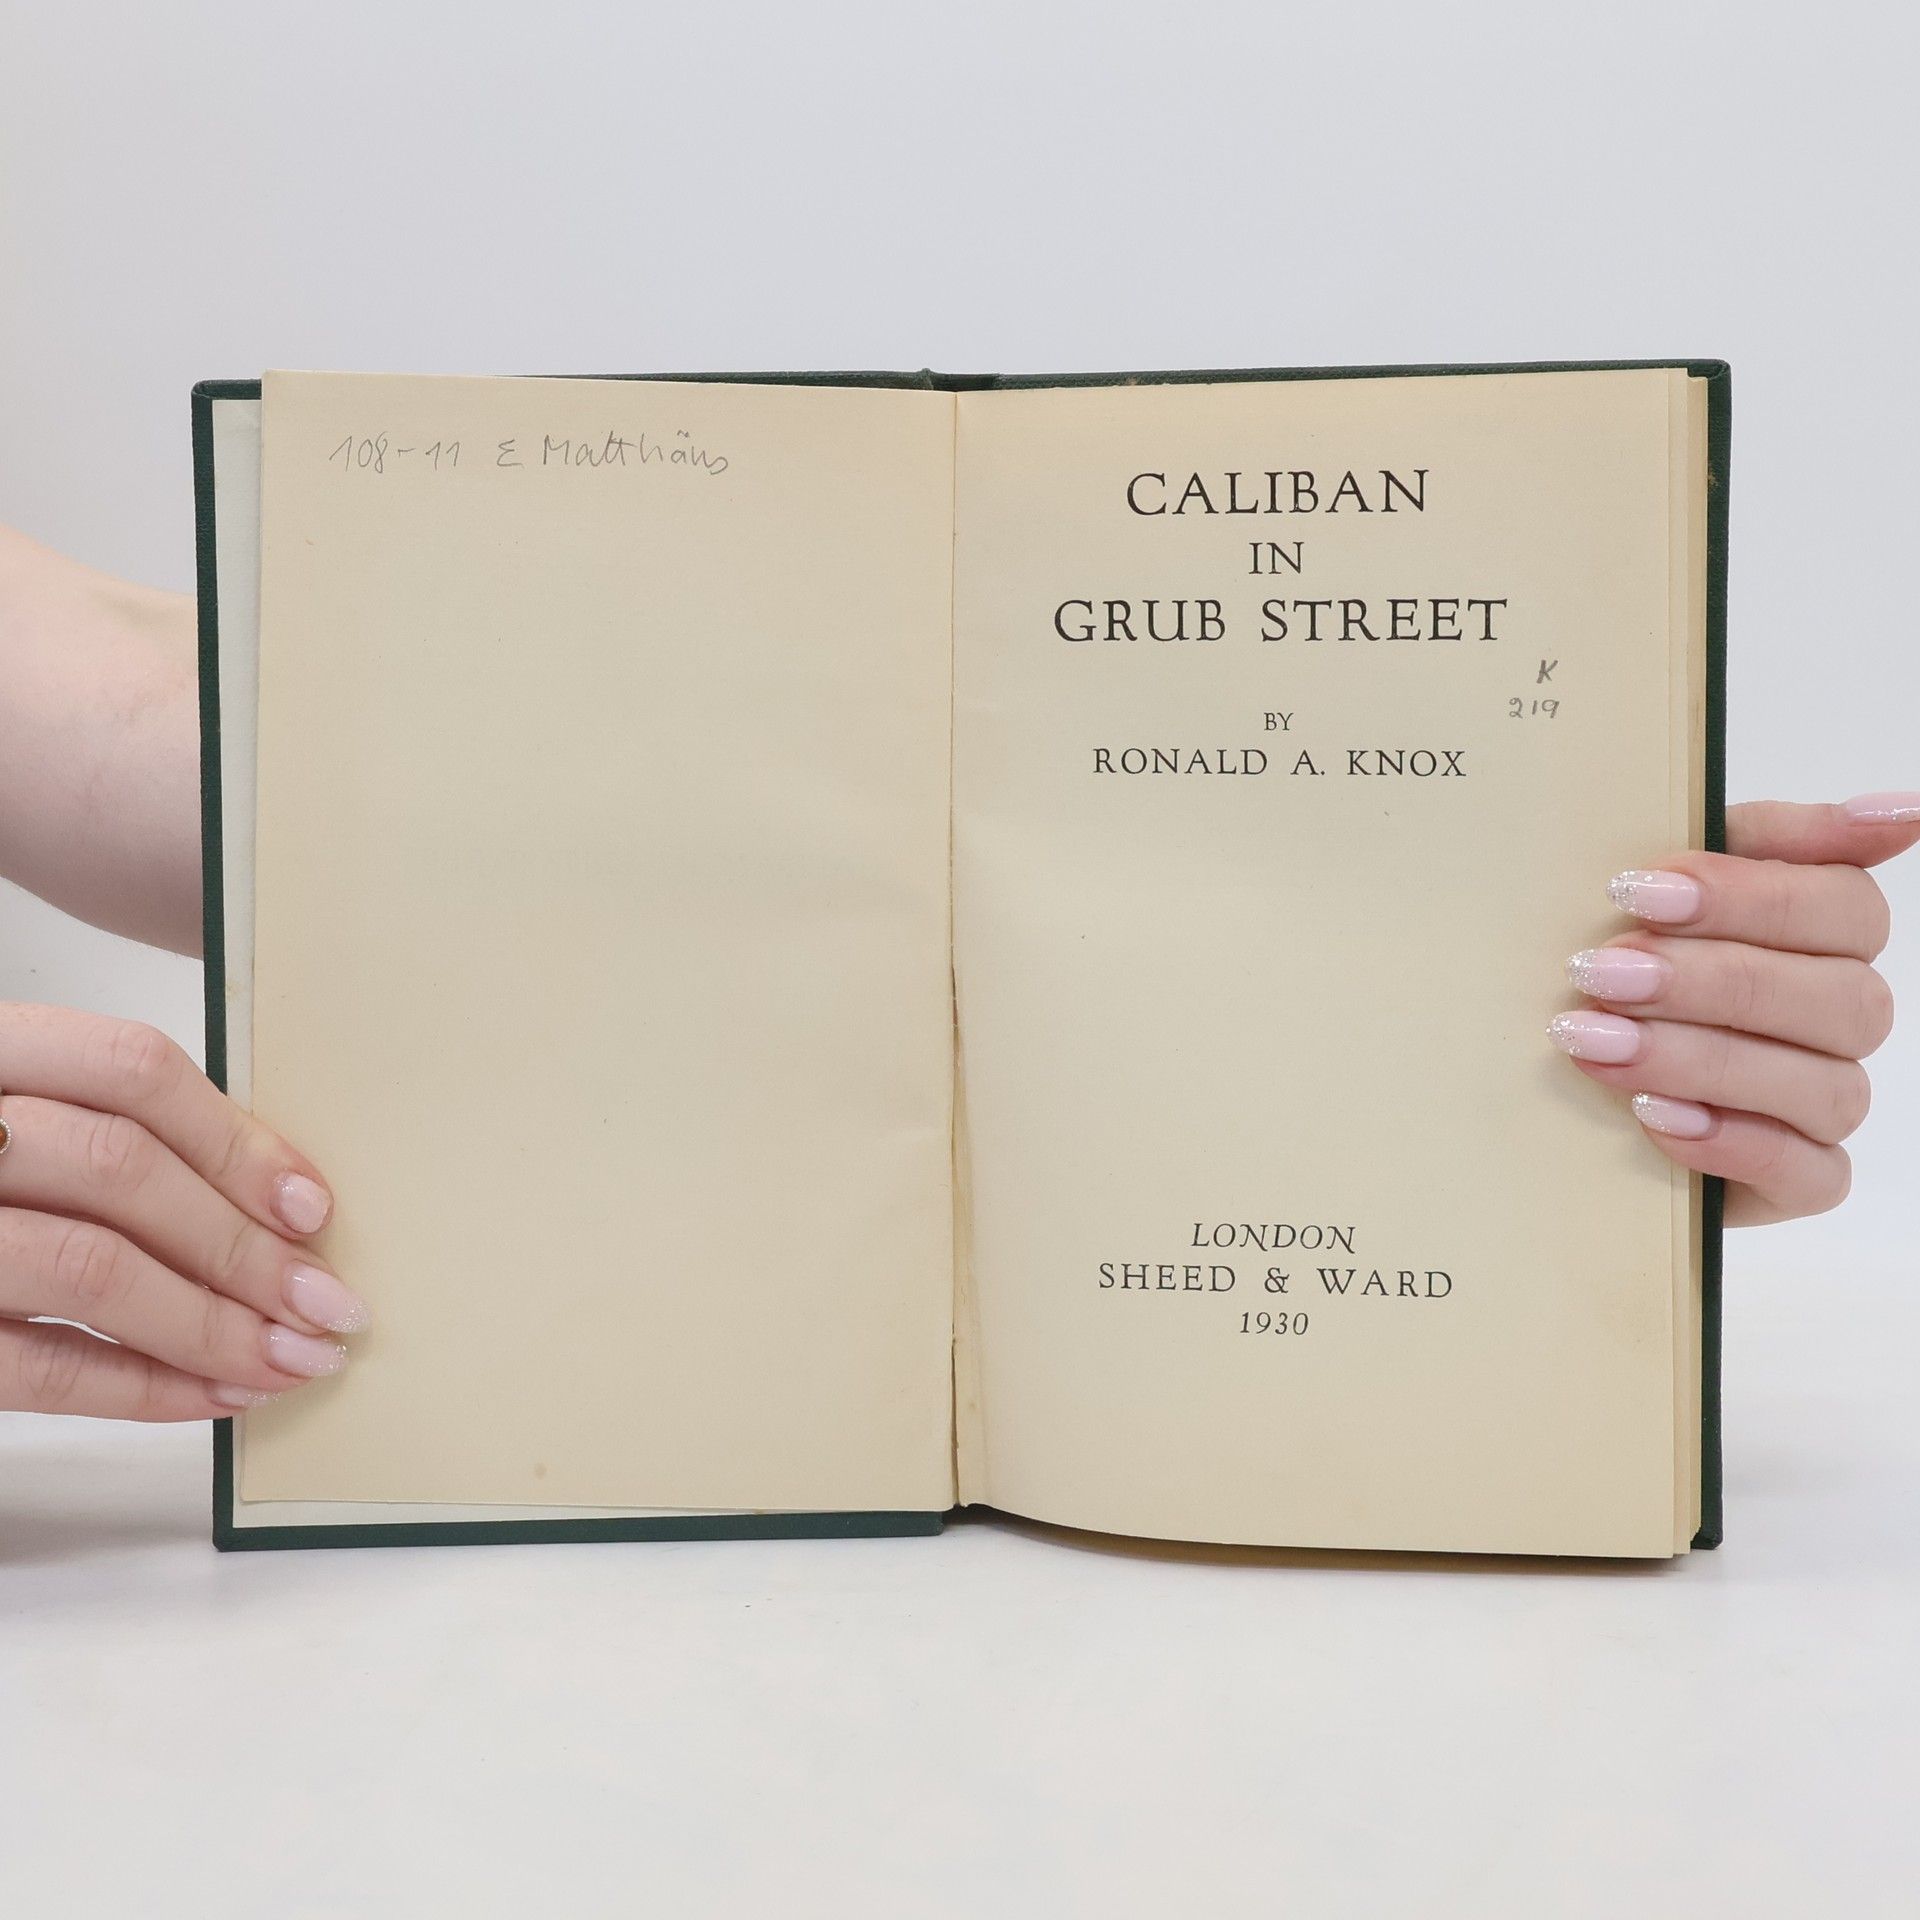 108-11 E Matthäus
CALIBAN
IN
GRUB STREET
K
219
BY
RONALD A. KNOX
LONDON
SHEED & WARD
1930